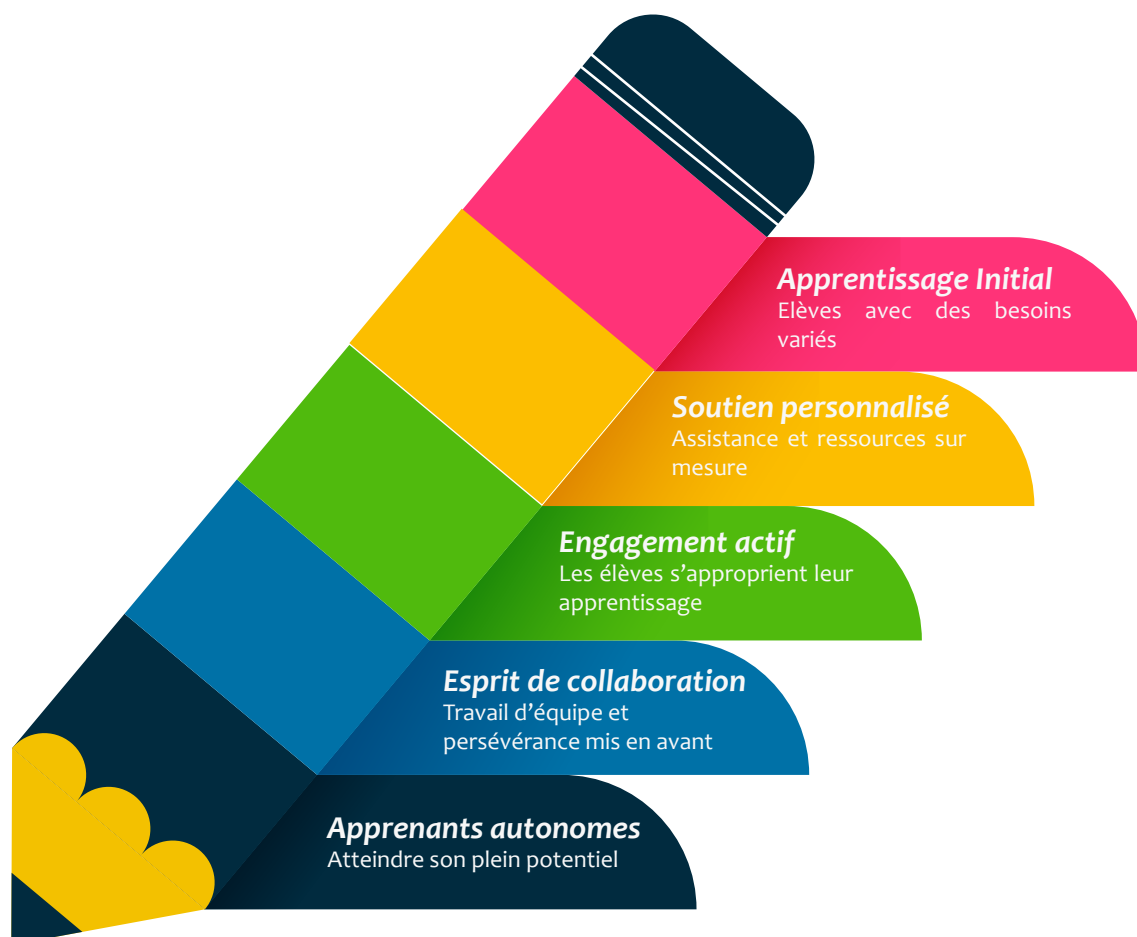 Apprentissage Initial
Elèves avec des besoins
variés
Soutien personnalisé
Assistance et ressources sur
mesure
Engagement actif
Les élèves s’approprient leur
apprentissage
Esprit de collaboration
Travail d’équipe et
persévérance mis en avant
Apprenants autonomes
Atteindre son plein potentiel